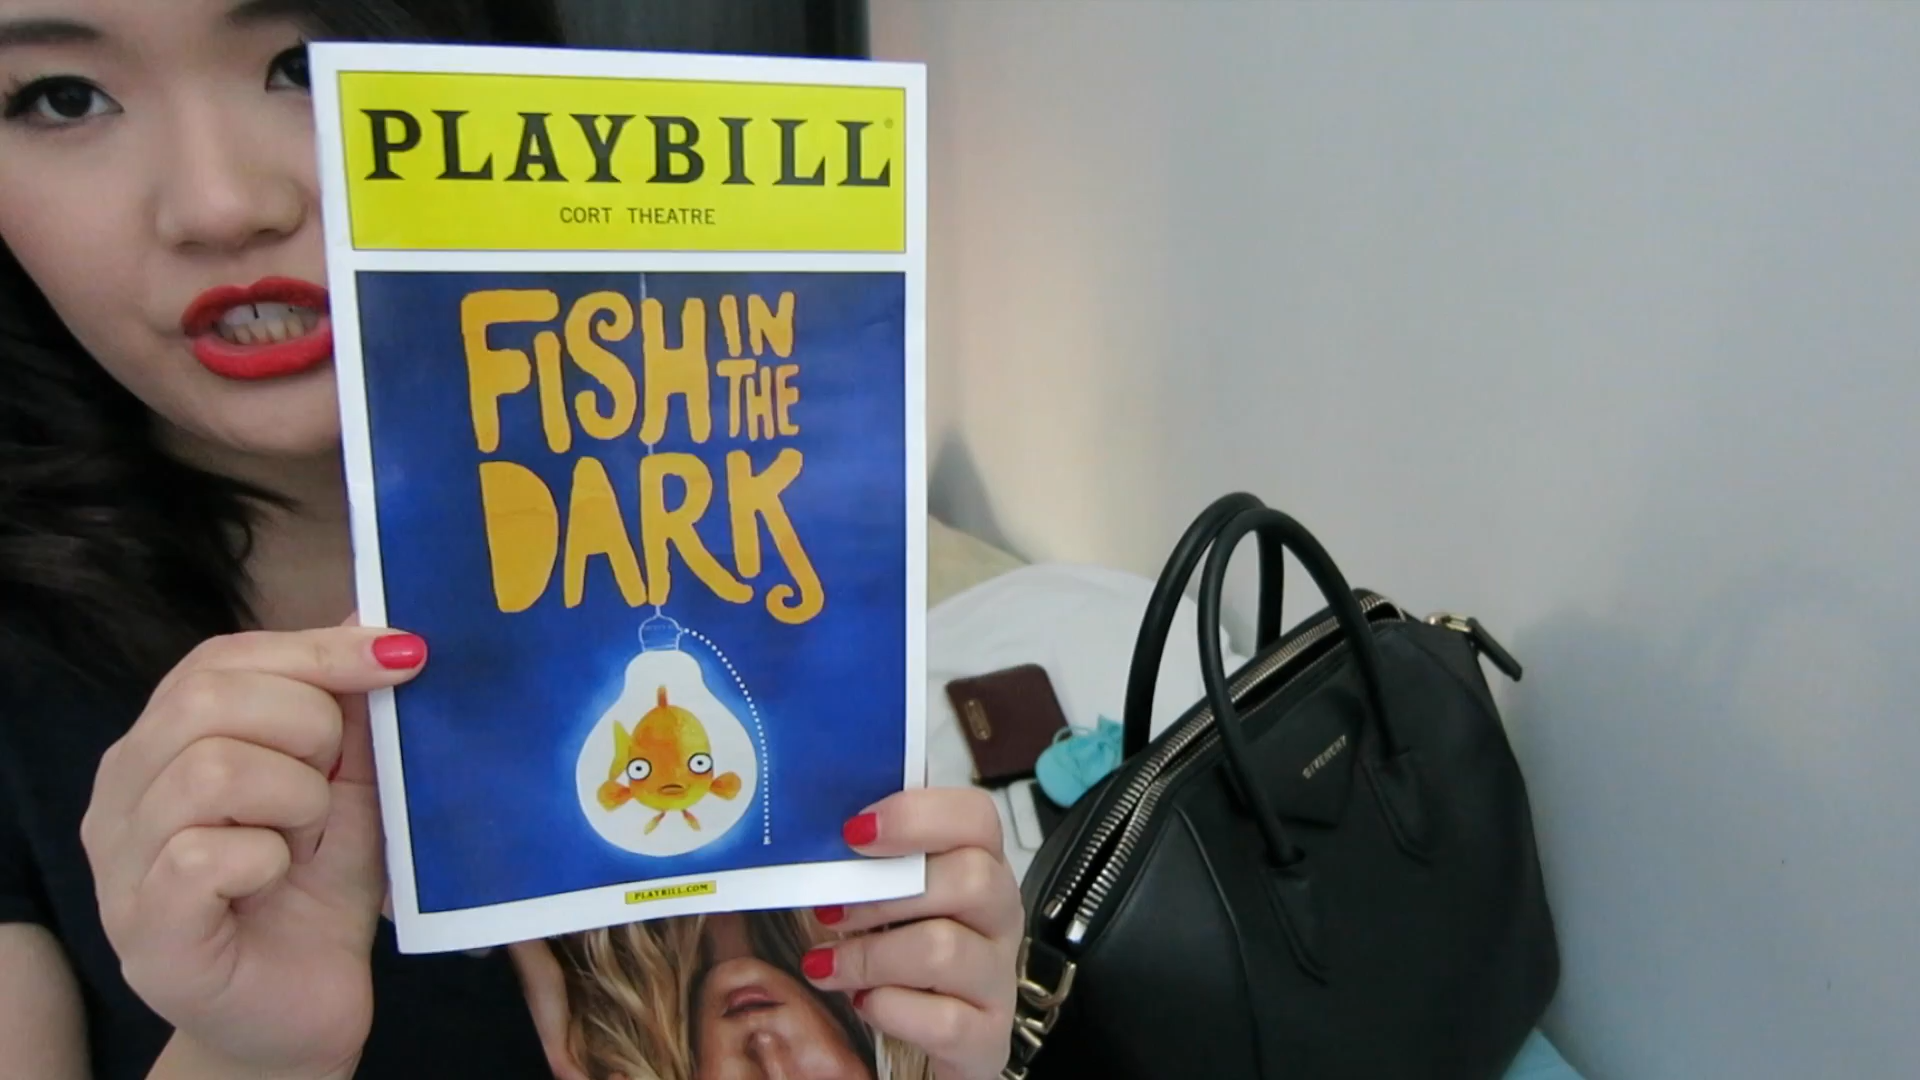 PLAYBILL®
CORT THEATRE
FISH IN
THE
DARK
PLAYBILL.COM
GIVENCHY